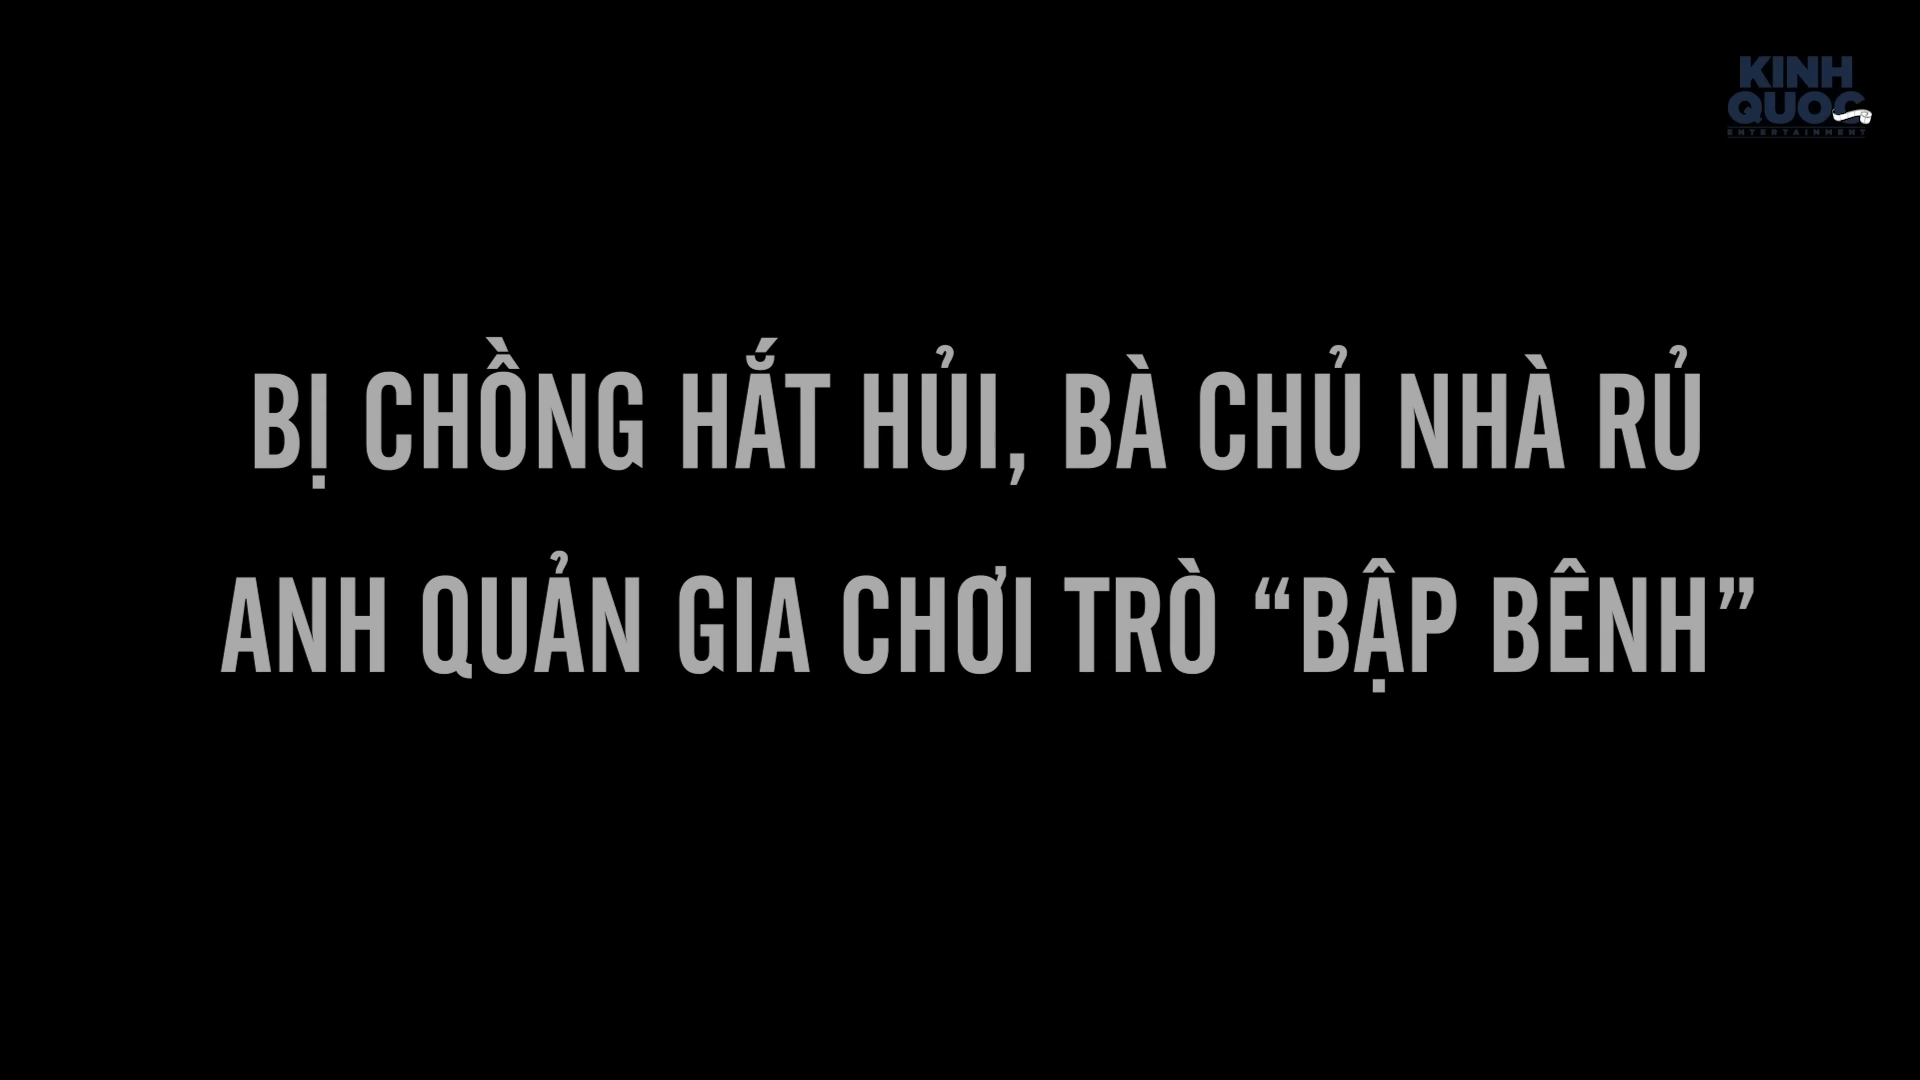 KINH
QUOC
ENTERTAINMENT
BỊ CHỒNG HẮT HỦI, BÀ CHỦ NHÀ RỦ
ANH QUẢN GIA CHƠI TRÒ “BẬP BÊNH”